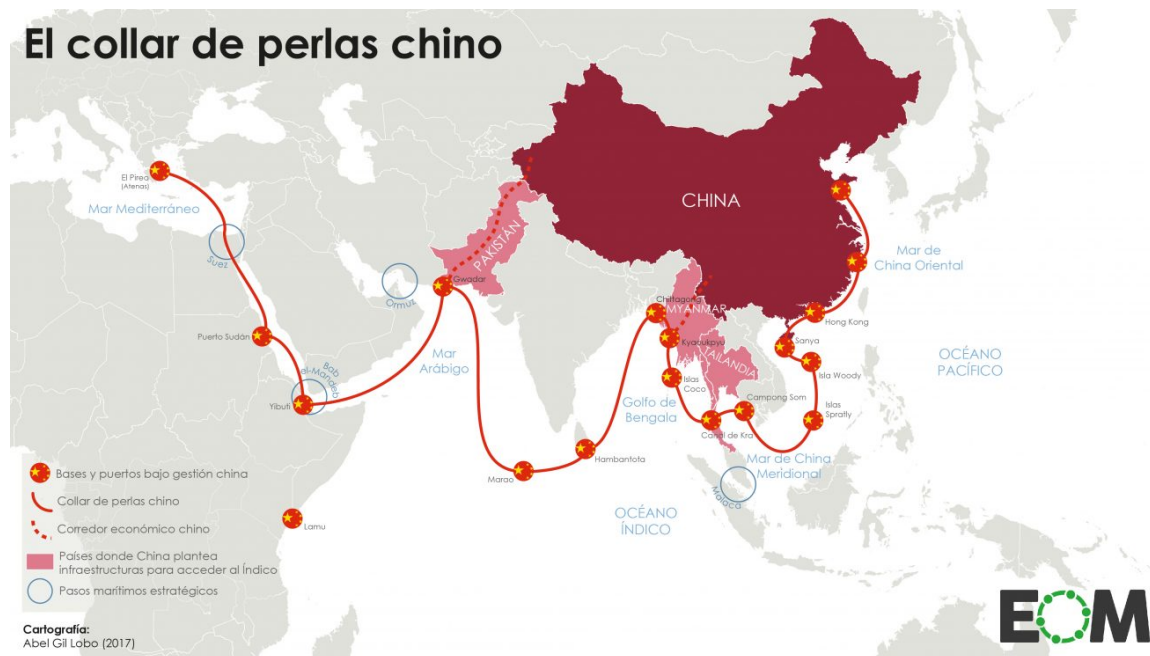 El collar de perlas chino
CHINA
El Pireo
(Atenas)
Mar Mediterráneo
Suez
Ormuz
PAKISTÁN
Gwadar
Mar de
China Oriental
Chittagong
MYANMAR
Hong Kong
Puerto Sudán
Kyaoukpyu
Sanya
TAILANDIA
Mar
Arábigo
OCÉANO
PACÍFICO
Bab
el-Mandeb
Isla Woody
Islas
Coco
Yibuti
Golfo de
Bengala
Campong Som
Islas
Spratly
Canal de Kra
Hambantota
Mar de China
Meridional
Marao
Malaca
OCÉANO
ÍNDICO
Lamu
Bases y puertos bajo gestión china
Collar de perlas chino
Corredor económico chino
Países donde China plantea
infraestructuras para acceder al Índico
Pasos marítimos estratégicos
Cartografía:
Abel Gil Lobo (2017)
EOM